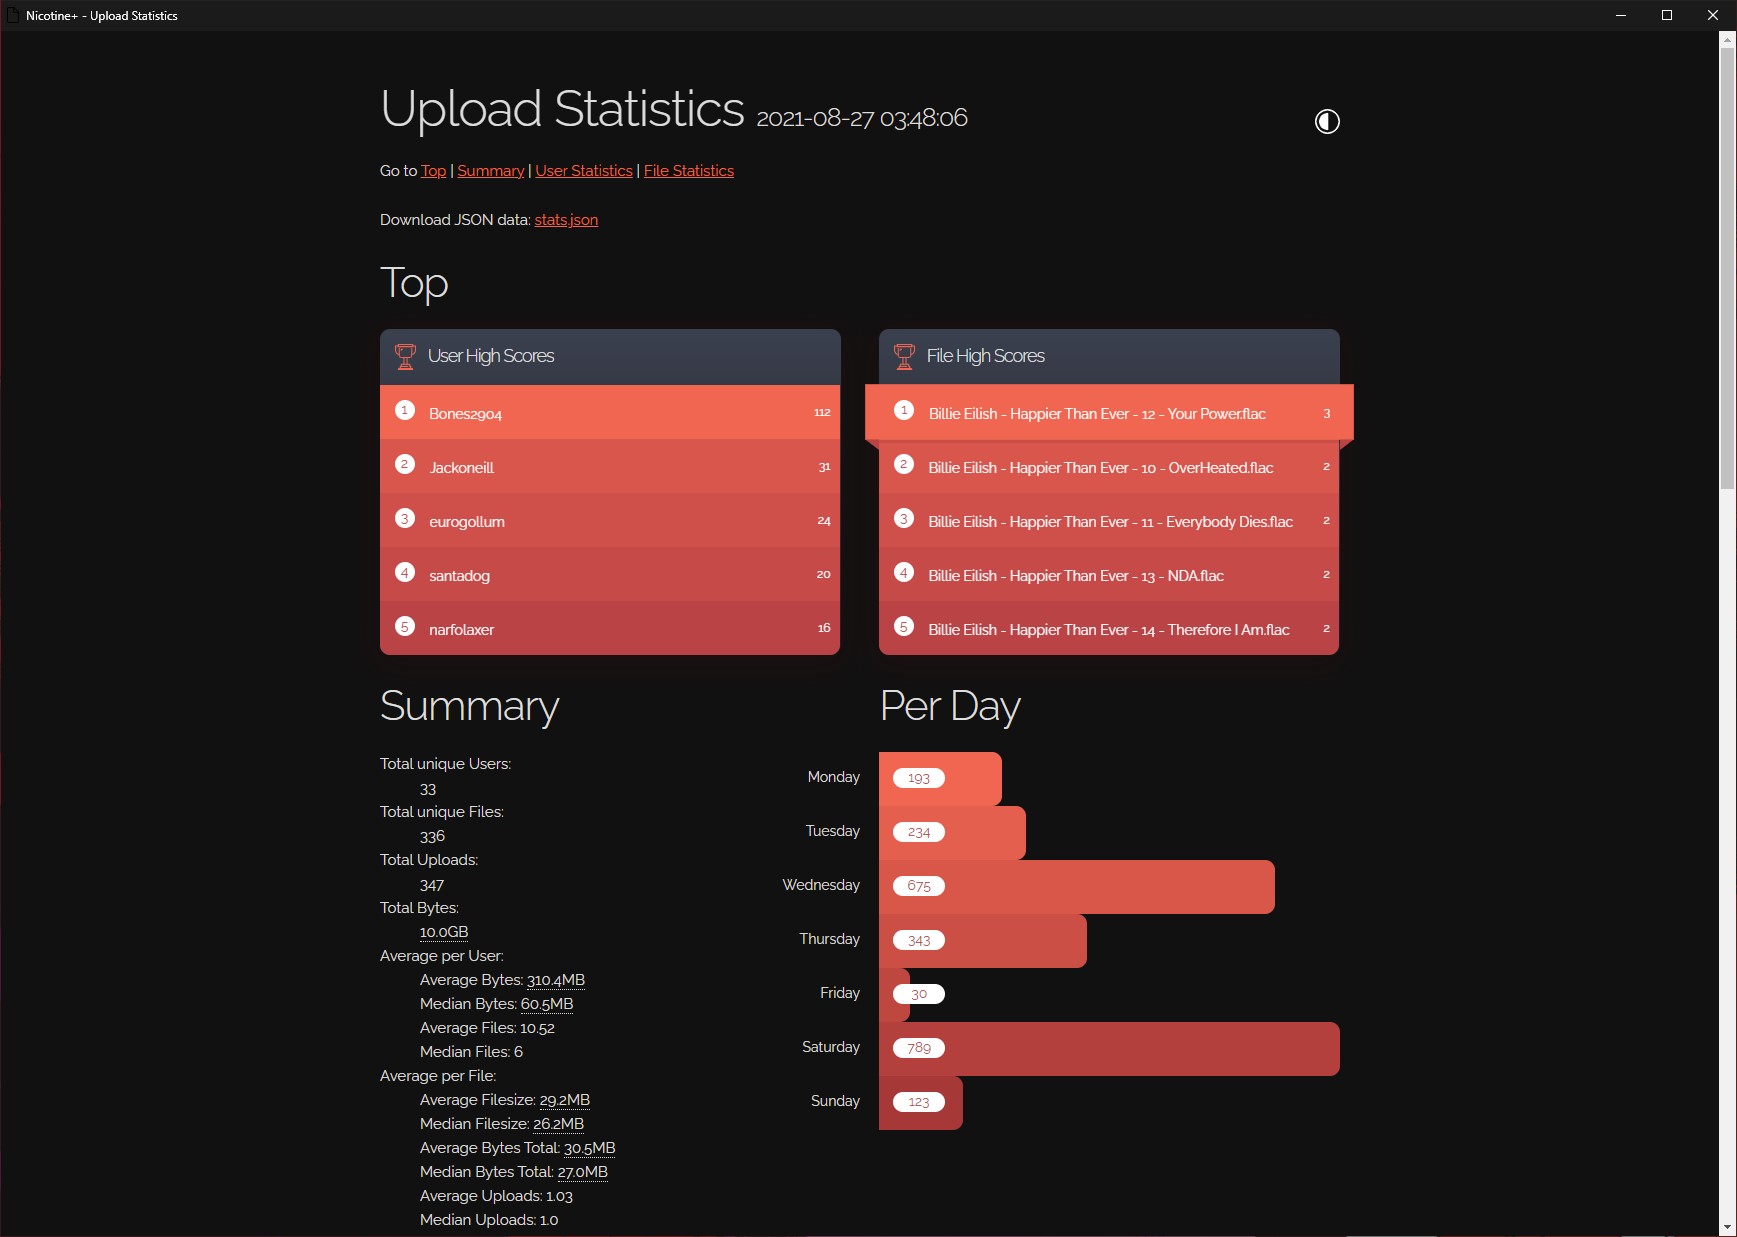 Nicotine+ - Upload Statistics
Upload Statistics 2021-08-27 03:48:06
Go to Top | Summary | User Statistics | File Statistics
Download JSON data: stats.json
Top
User High Scores
1 Bones2904 112
2 Jackoneill 31
3 eurogollum 24
4 santadog 20
5 narfolaxer 16
File High Scores
1 Billie Eilish - Happier Than Ever - 12 - Your Power.flac 3
2 Billie Eilish - Happier Than Ever - 10 - OverHeated.flac 2
3 Billie Eilish - Happier Than Ever - 11 - Everybody Dies.flac 2
4 Billie Eilish - Happier Than Ever - 13 - NDA.flac 2
5 Billie Eilish - Happier Than Ever - 14 - Therefore I Am.flac 2
Summary
Total unique Users:
33
Total unique Files:
336
Total Uploads:
347
Total Bytes:
10.0GB
Average per User:
Average Bytes: 310.4MB
Median Bytes: 60.5MB
Average Files: 10.52
Median Files: 6
Average per File:
Average Filesize: 29.2MB
Median Filesize: 26.2MB
Average Bytes Total: 30.5MB
Median Bytes Total: 27.0MB
Average Uploads: 1.03
Median Uploads: 1.0
Per Day
Monday 193
Tuesday 234
Wednesday 675
Thursday 343
Friday 30
Saturday 789
Sunday 123